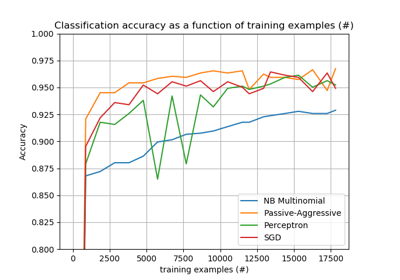 Classification accuracy as a function of training examples (#)
1.000
0.975
0.950
0.925
0.900
0.875
0.850
0.825
0.800
Accuracy
NB Multinomial
Passive-Aggressive
Perceptron
SGD
0 2500 5000 7500 10000 12500 15000 17500
training examples (#)